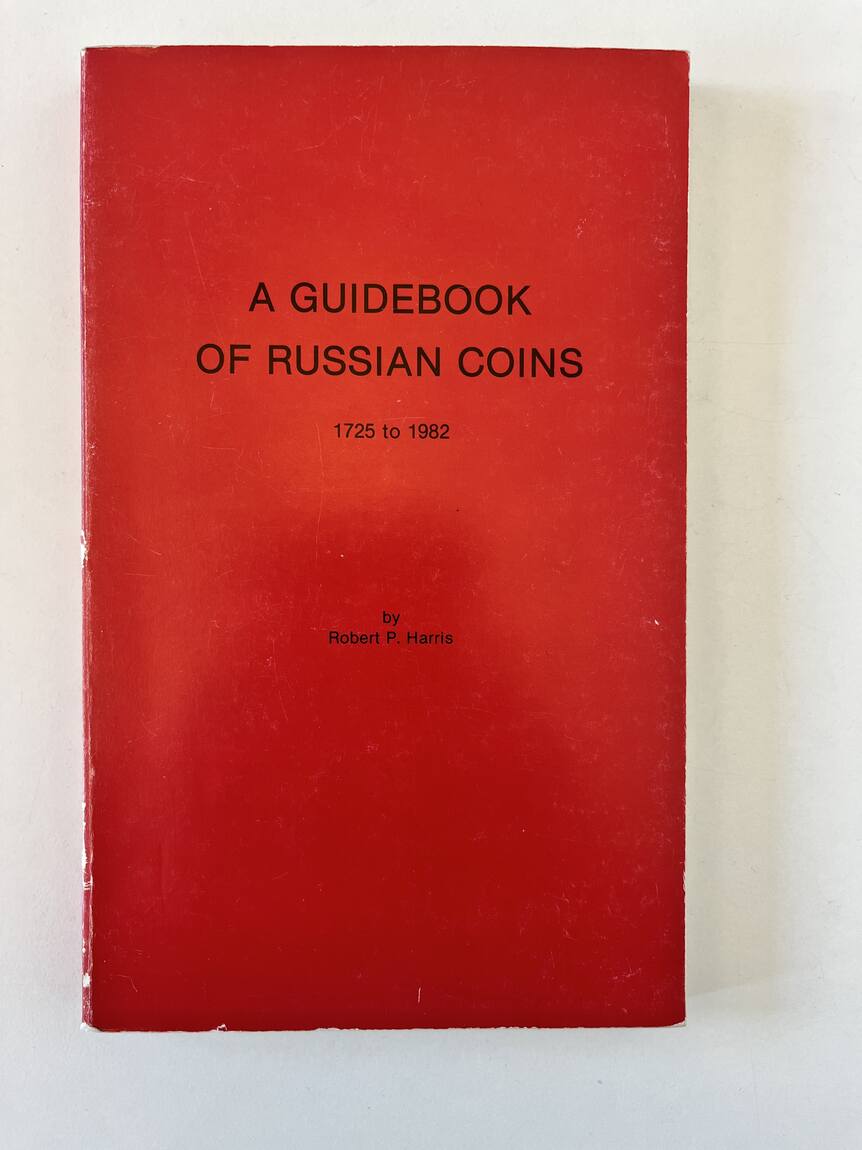 A GUIDEBOOK
OF RUSSIAN COINS
1725 to 1982
by
Robert P. Harris